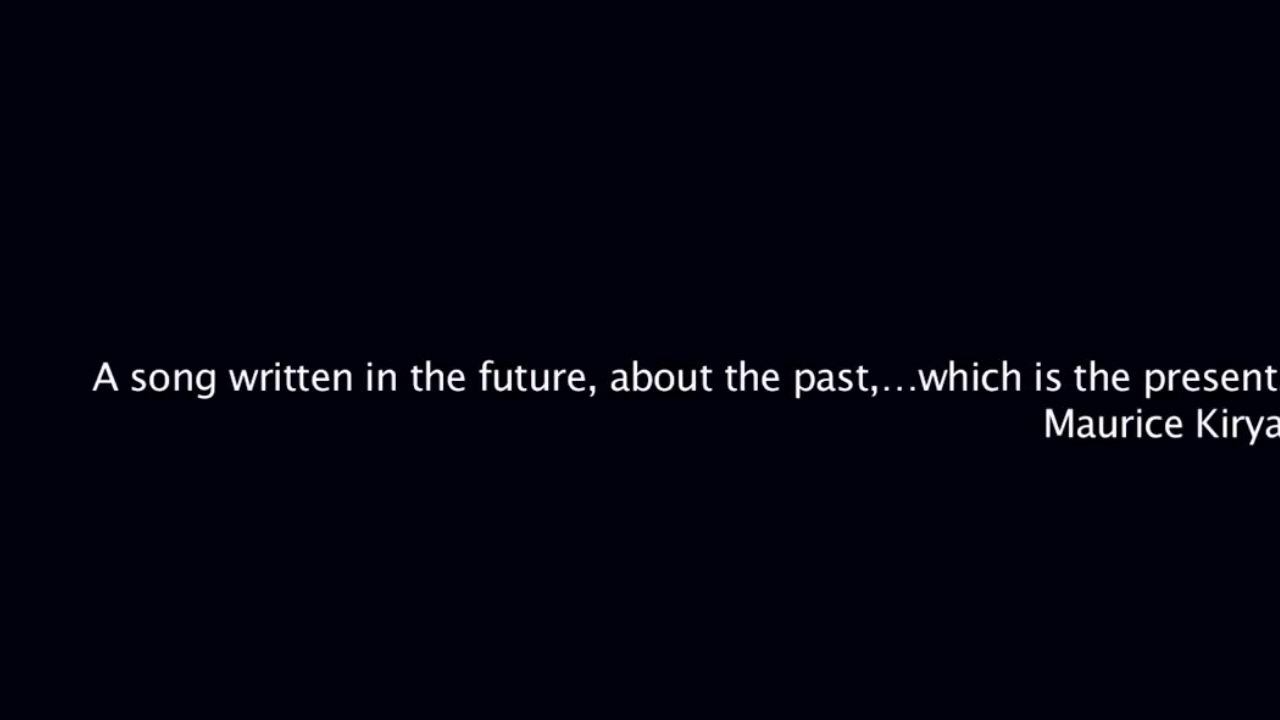 A song written in the future, about the past,...which is the present
Maurice Kirya